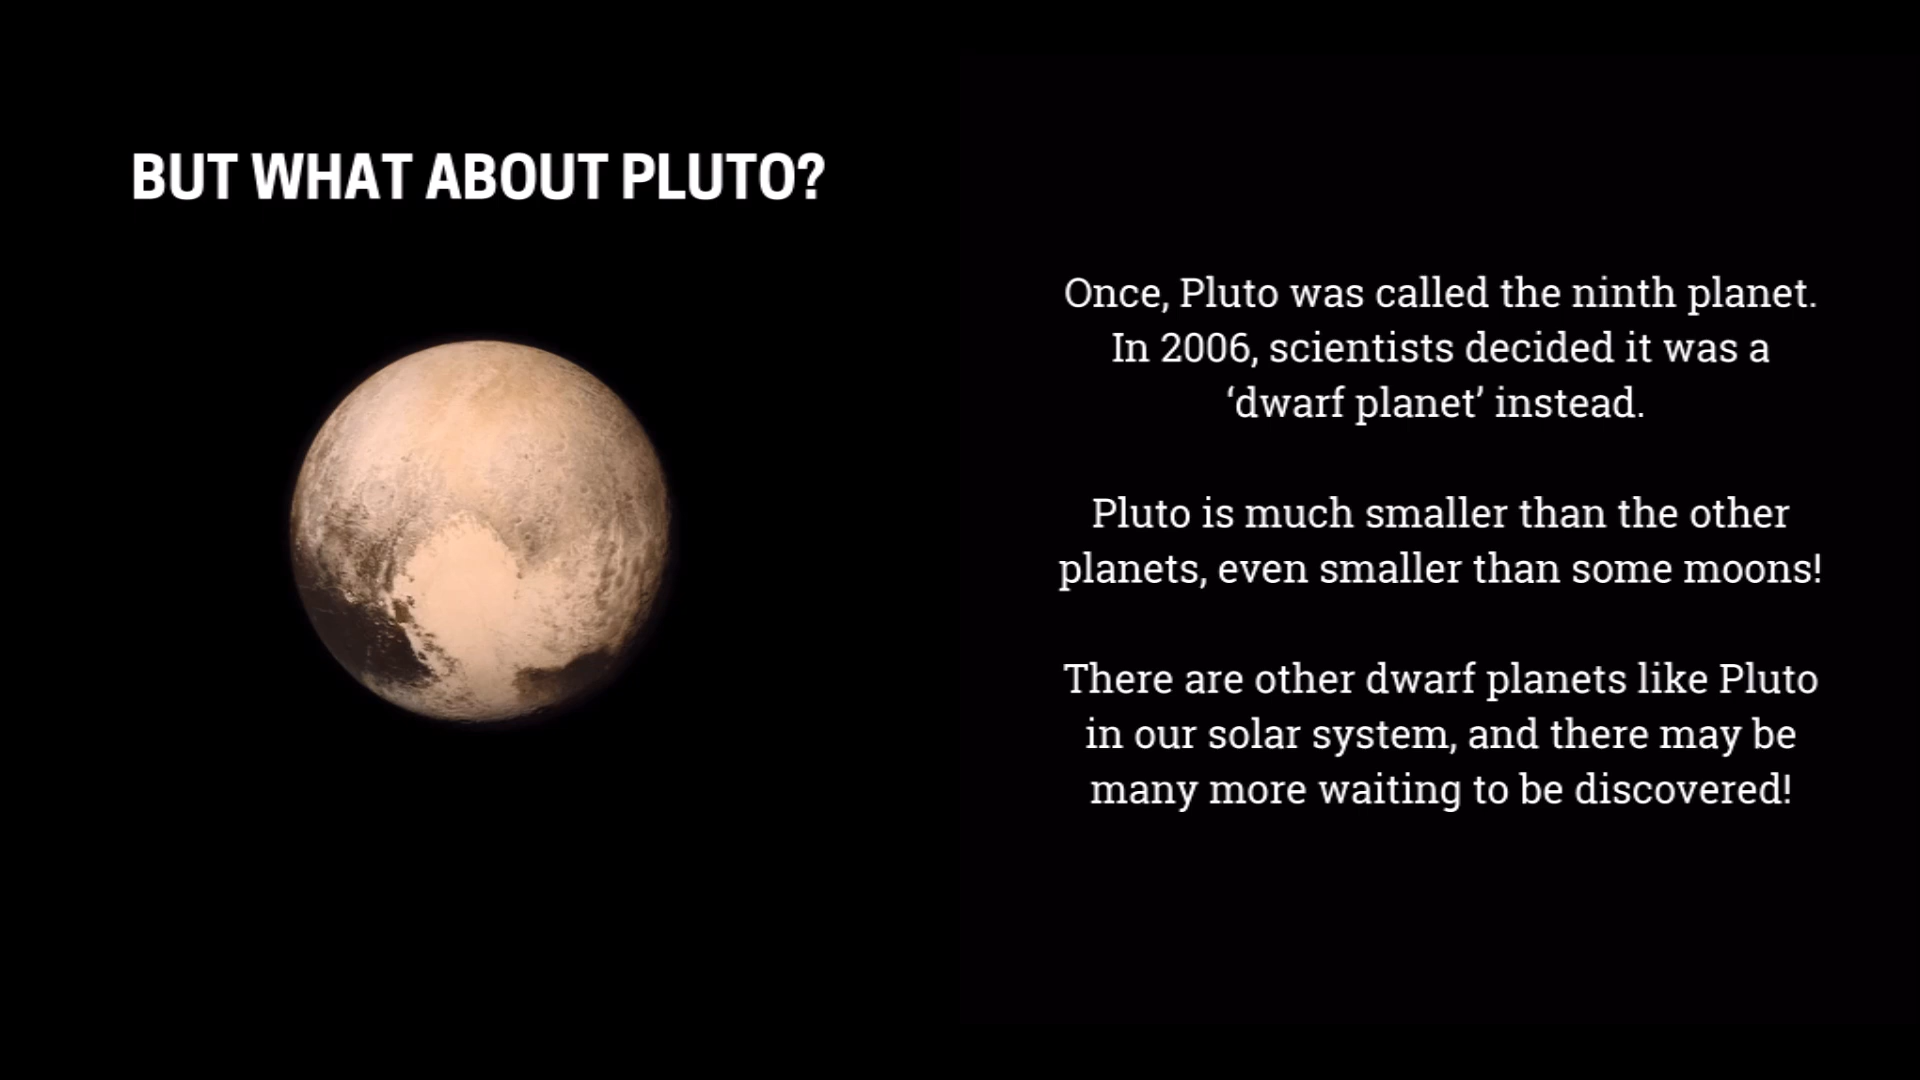 BUT WHAT ABOUT PLUTO?
Once, Pluto was called the ninth planet.
In 2006, scientists decided it was a
‘dwarf planet’ instead.
Pluto is much smaller than the other
planets, even smaller than some moons!
There are other dwarf planets like Pluto
in our solar system, and there may be
many more waiting to be discovered!